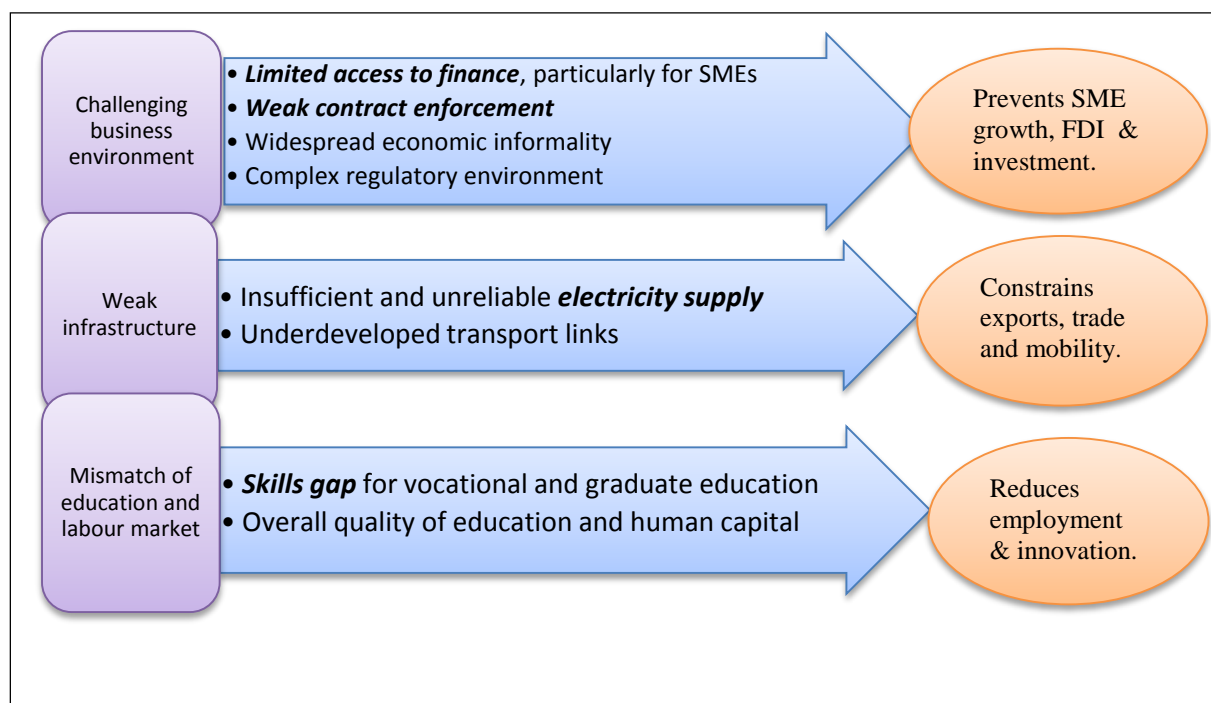 Challenging
business
environment
• Limited access to finance, particularly for SMEs
• Weak contract enforcement
• Widespread economic informality
• Complex regulatory environment
Prevents SME
growth, FDI &
investment.
Weak
infrastructure
• Insufficient and unreliable electricity supply
• Underdeveloped transport links
Constrains
exports, trade
and mobility.
Mismatch of
education and
labour market
• Skills gap for vocational and graduate education
• Overall quality of education and human capital
Reduces
employment
& innovation.